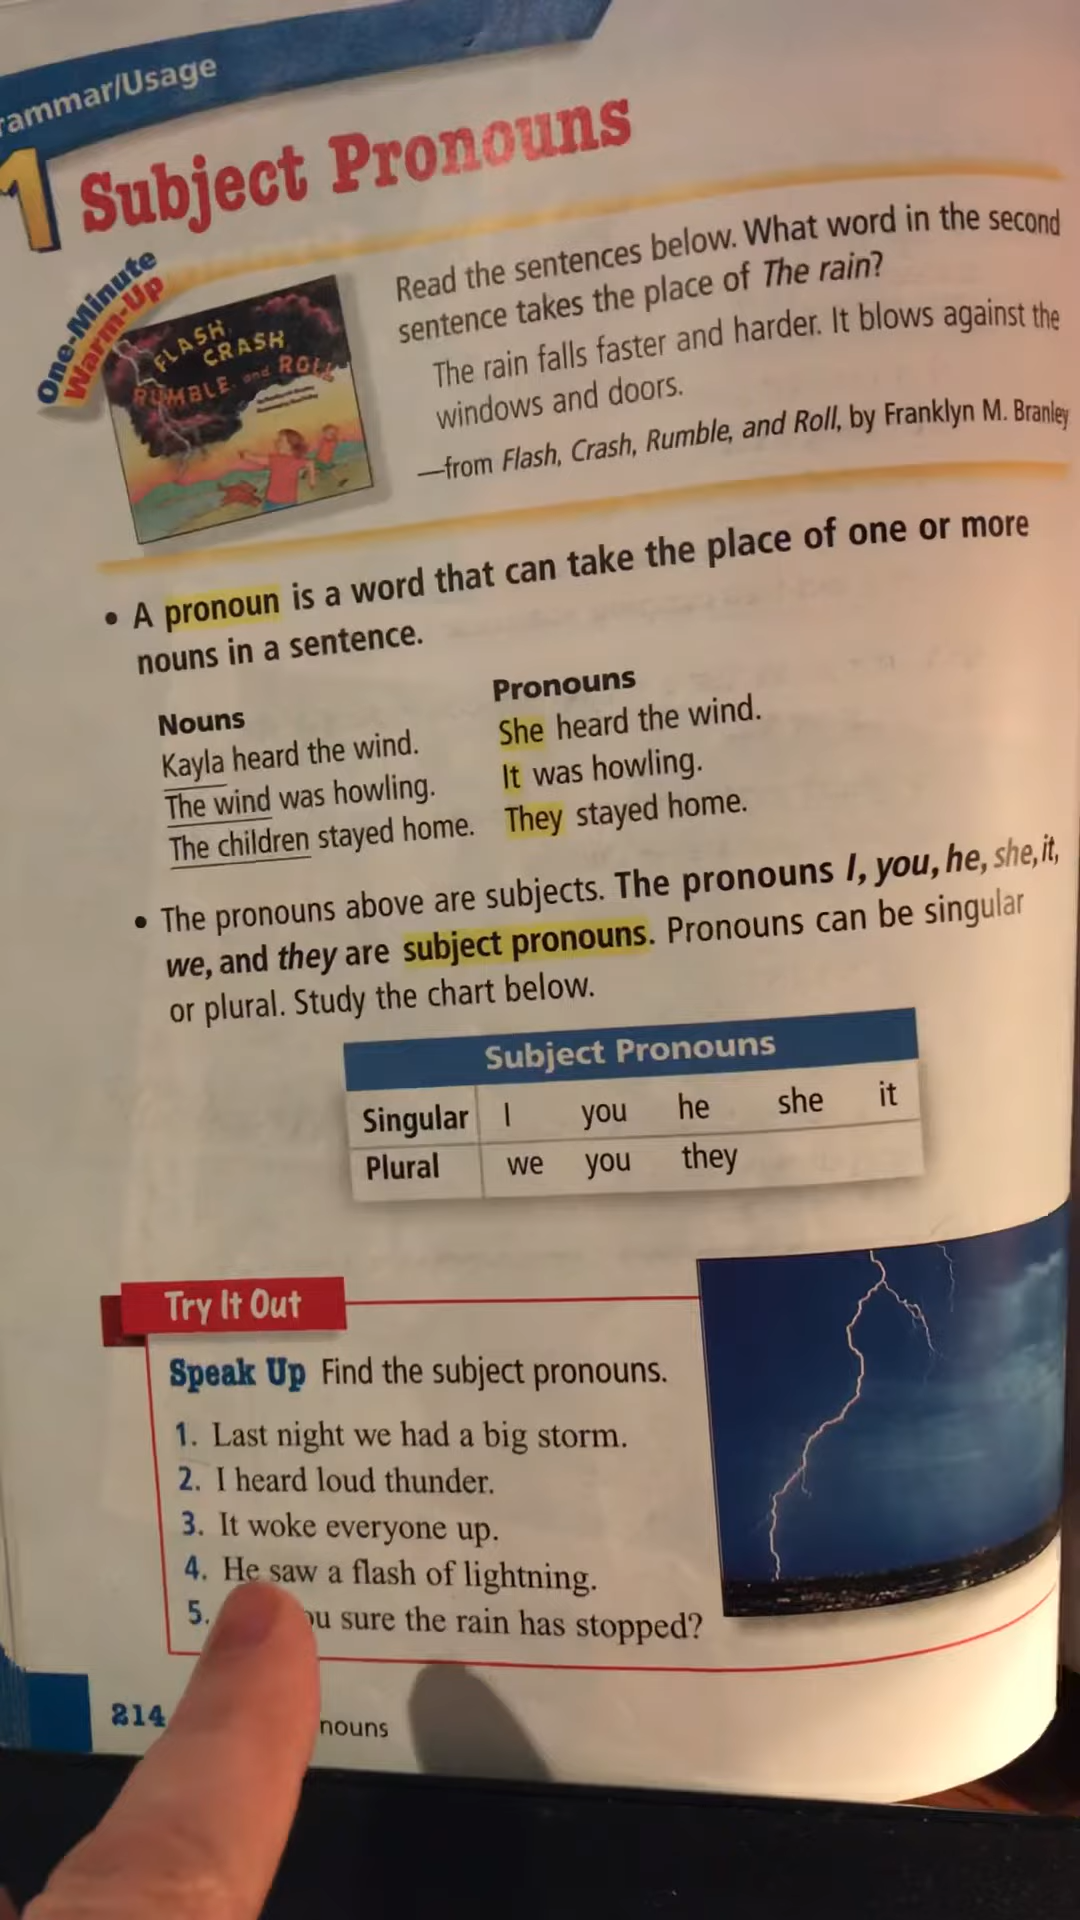 rammar/Usage
1 Subject Pronouns
One-Minute
Warm-Up
FLASH,
CRASH,
RUMBLE, and ROLL
Read the sentences below. What word in the second
sentence takes the place of The rain?
The rain falls faster and harder. It blows against the
windows and doors.
—from Flash, Crash, Rumble, and Roll, by Franklyn M. Branley
• A pronoun is a word that can take the place of one or more
nouns in a sentence.
Nouns Pronouns
Kayla heard the wind. She heard the wind.
The wind was howling. It was howling.
The children stayed home. They stayed home.
• The pronouns above are subjects. The pronouns I, you, he, she, it,
we, and they are subject pronouns. Pronouns can be singular
or plural. Study the chart below.
Subject Pronouns
Singular I you he she it
Plural we you they
Try It Out
Speak Up Find the subject pronouns.
1. Last night we had a big storm.
2. I heard loud thunder.
3. It woke everyone up.
4. He saw a flash of lightning.
5. ou sure the rain has stopped?
214 nouns